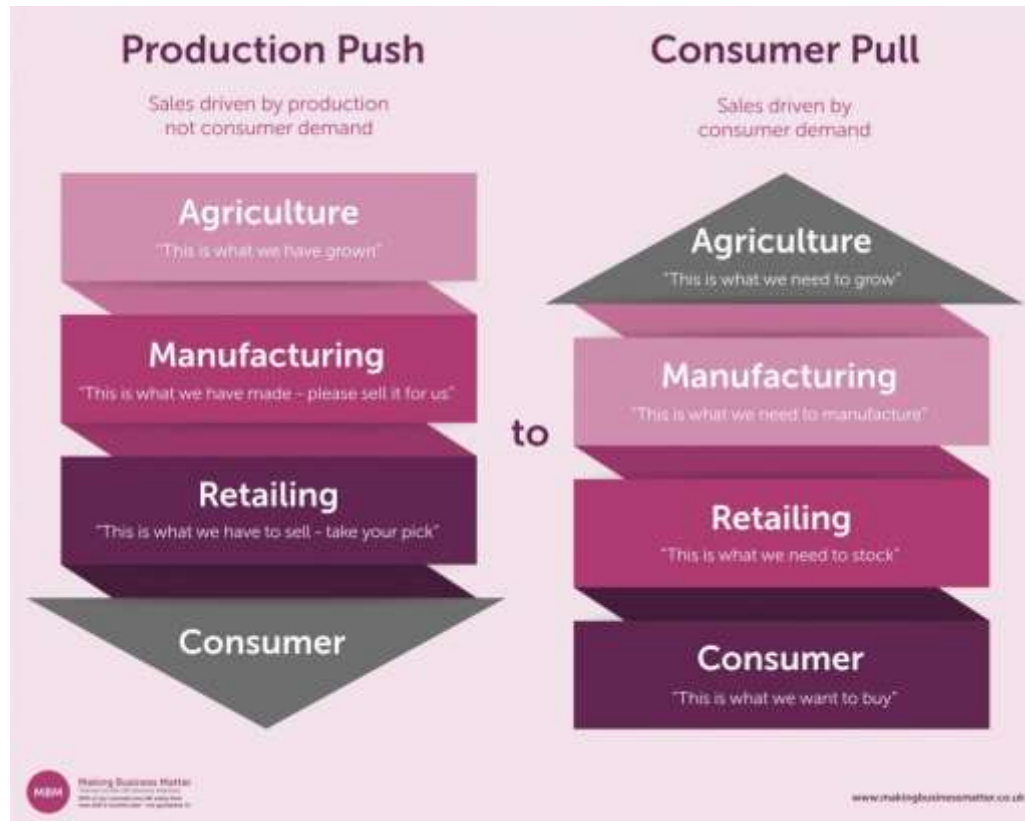 Production Push
Sales driven by production
not consumer demand
Agriculture
"This is what we have grown"
Manufacturing
"This is what we have made - please sell it for us"
Retailing
"This is what we have to sell - take your pick"
Consumer
to
Consumer Pull
Sales driven by
consumer demand
Agriculture
"This is what we need to grow"
Manufacturing
"This is what we need to manufacture"
Retailing
"This is what we need to stock"
Consumer
"This is what we want to buy"
MBM
Making Business Matter
www.makingbusinessmatter.co.uk